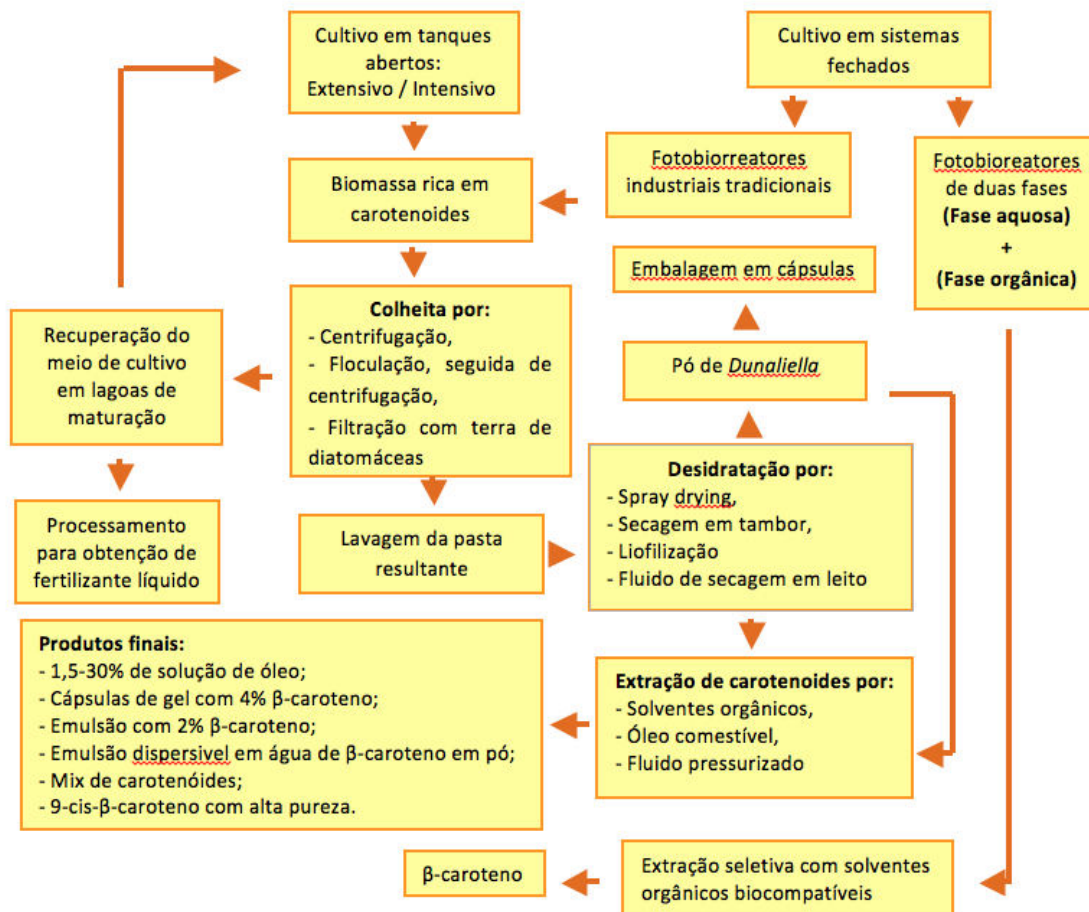 Cultivo em tanques
abertos:
Extensivo / Intensivo
Cultivo em sistemas
fechados
Fotobiorreatores
industriais tradicionais
Fotobioreatores
de duas fases
(Fase aquosa)
+
(Fase orgânica)
Biomassa rica em
carotenoides
Embalagem em cápsulas
Colheita por:
- Centrifugação,
- Floculação, seguida de
centrifugação,
- Filtração com terra de
diatomáceas
Recuperação do
meio de cultivo
em lagoas de
maturação
Pó de Dunaliella
Desidratação por:
- Spray drying,
- Secagem em tambor,
- Liofilização
- Fluido de secagem em leito
Processamento
para obtenção de
fertilizante líquido
Lavagem da pasta
resultante
Produtos finais:
- 1,5-30% de solução de óleo;
- Cápsulas de gel com 4% β-caroteno;
- Emulsão com 2% β-caroteno;
- Emulsão dispersivel em água de β-caroteno em pó;
- Mix de carotenóides;
- 9-cis-β-caroteno com alta pureza.
Extração de carotenoides por:
- Solventes orgânicos,
- Óleo comestível,
- Fluido pressurizado
β-caroteno
Extração seletiva com solventes
orgânicos biocompatíveis